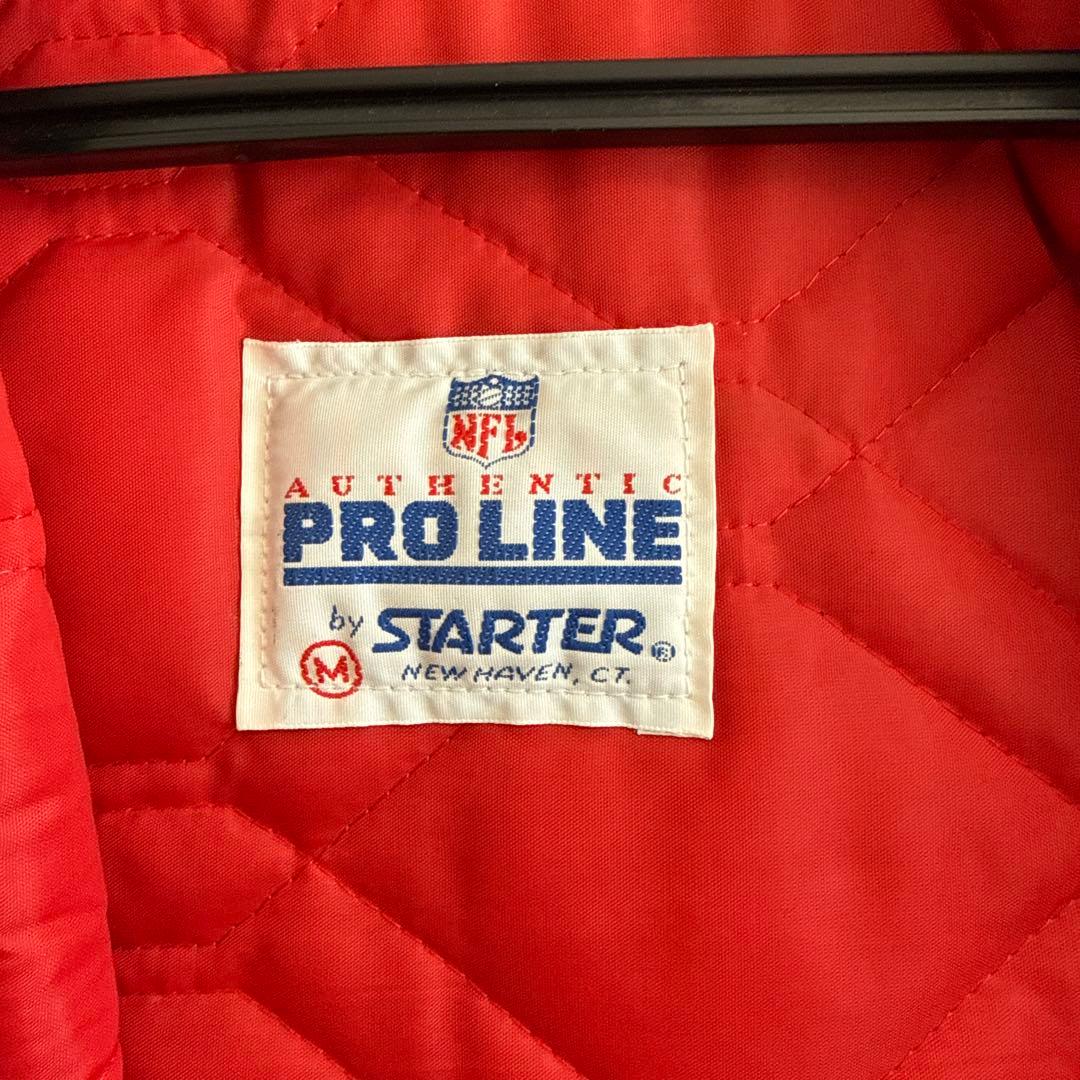 NFL
AUTHENTIC
PRO LINE
by STARTER®
M
NEW HAVEN, CT.